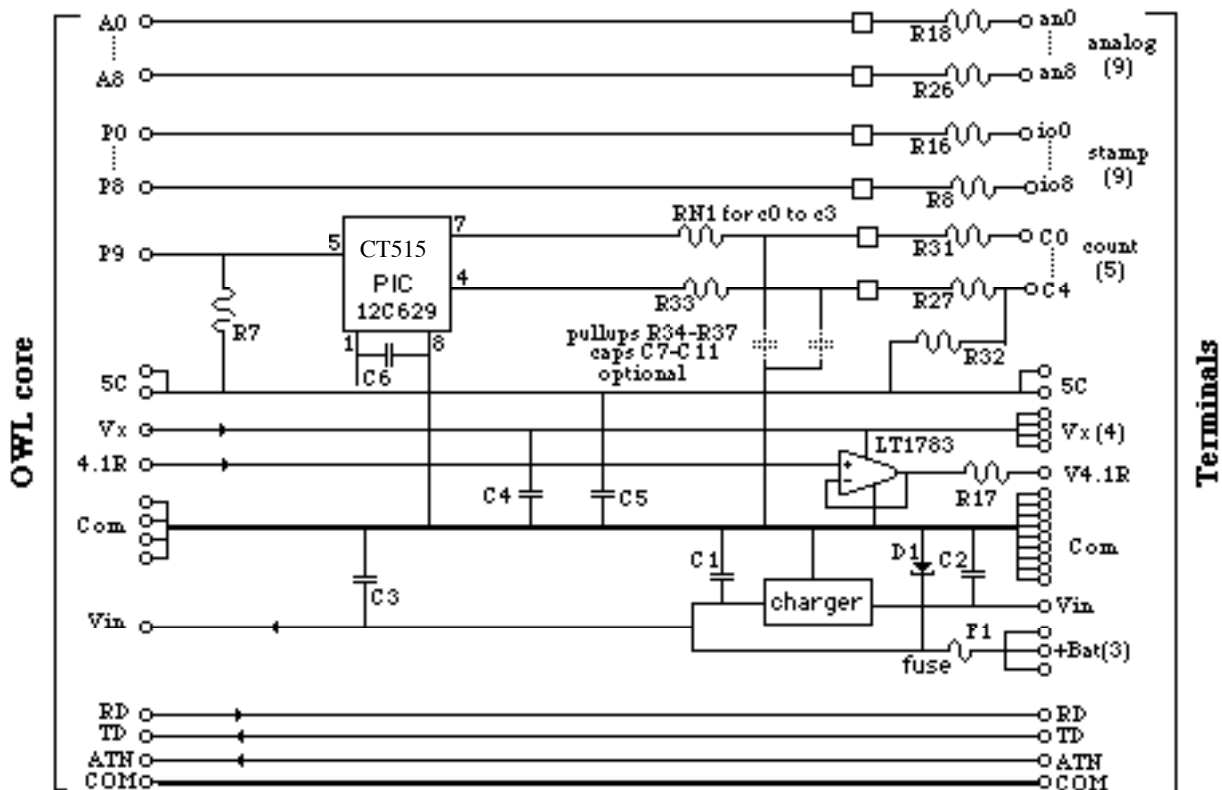 A0
R18
an0
analog
(9)
A8
R26
an8
P0
R16
io0
stamp
(9)
P8
R8
io8
RN1 for c0 to c3
P9
5
CT515
PIC
12C629
7
4
1
8
R31
C0
count
(5)
R33
R27
C4
R7
C6
pullups R34-R37
caps C7-C11
optional
R32
5C
5C
OWL core
Terminals
Vx
LT1783
Vx(4)
4.1R
R17
V4.1R
C4
C5
Com
Com
C3
C1
charger
D1
C2
Vin
Vin
F1
fuse
+Bat(3)
RD
RD
TD
TD
ATN
ATN
COM
COM